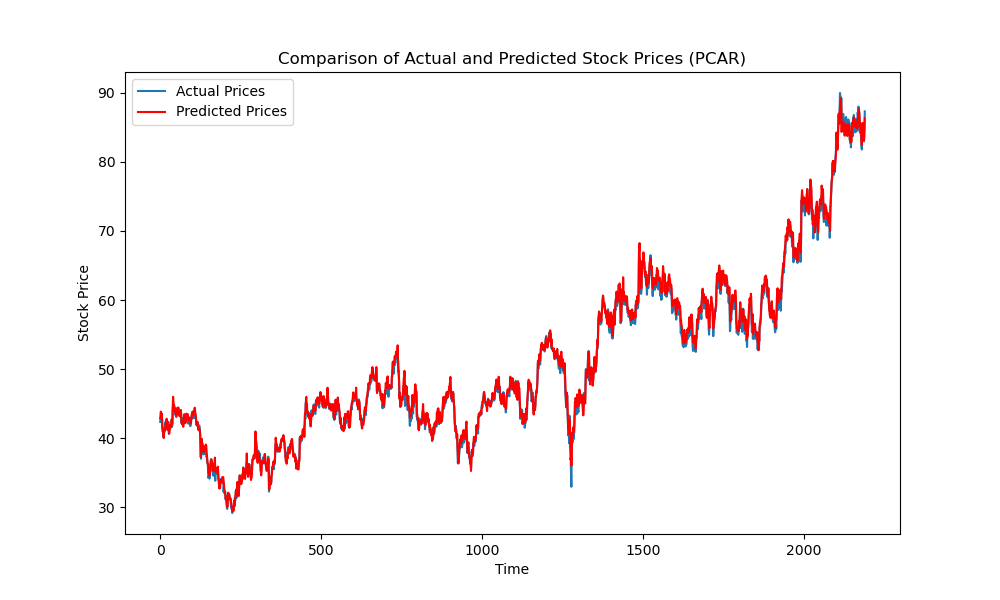 Comparison of Actual and Predicted Stock Prices (PCAR)
Actual Prices
Predicted Prices
90
80
70
60
50
40
30
Stock Price
0 500 1000 1500 2000
Time